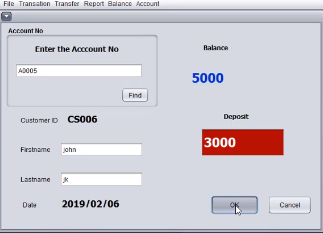 File Transation Transfer Report Balance Account
Account No
Enter the Acccount No
A0005
Find
Customer ID CS006
Firstname john
Lastname jk
Date 2019/02/06
Balance
5000
Deposit
3000
OK Cancel